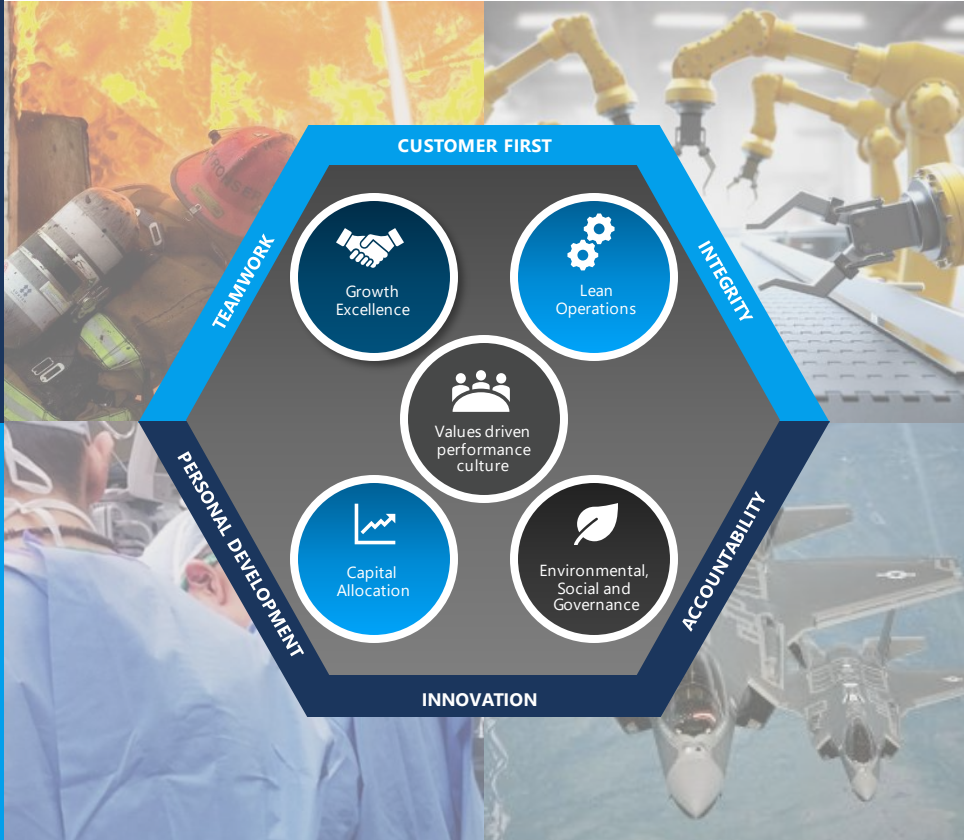 CUSTOMER FIRST
TEAMWORK
INTEGRITY
Growth
Excellence
Lean
Operations
Values driven
performance
culture
PERSONAL DEVELOPMENT
ACCOUNTABILITY
Capital
Allocation
Environmental,
Social and
Governance
INNOVATION